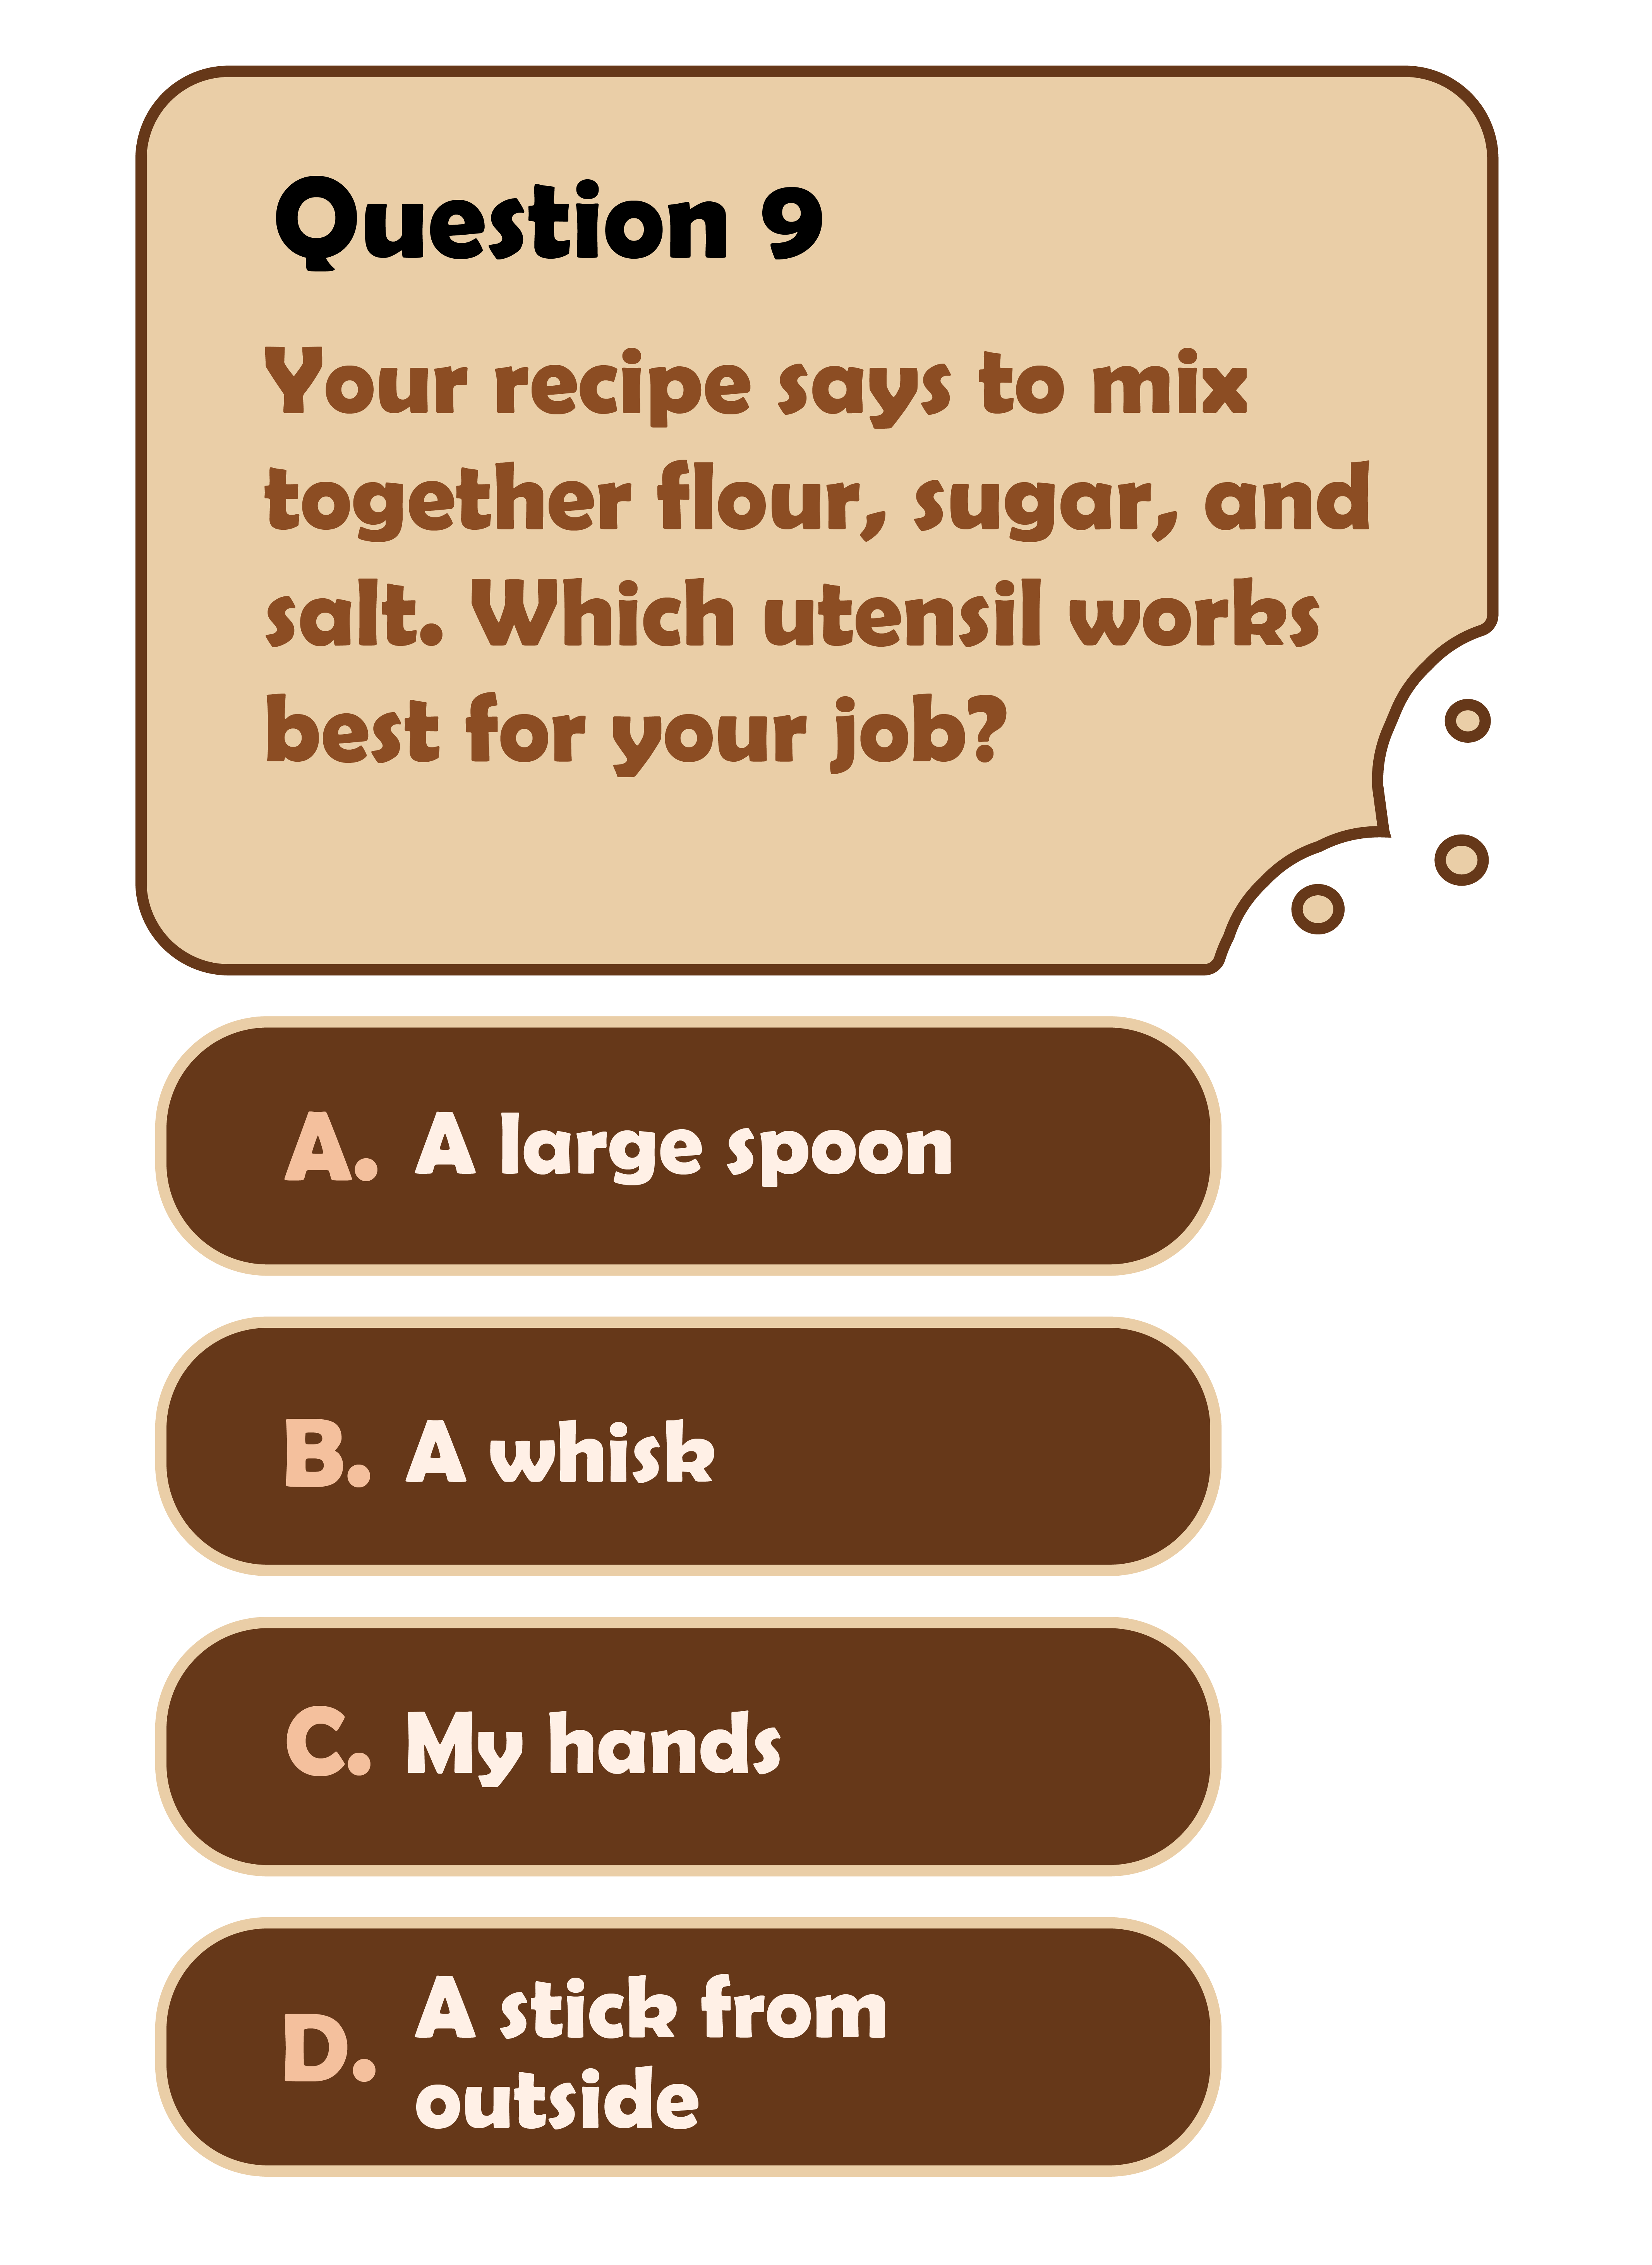 Question 9
Your recipe says to mix
together flour, sugar, and
salt. Which utensil works
best for your job?
A. A large spoon
B. A whisk
C. My hands
D. A stick from
outside